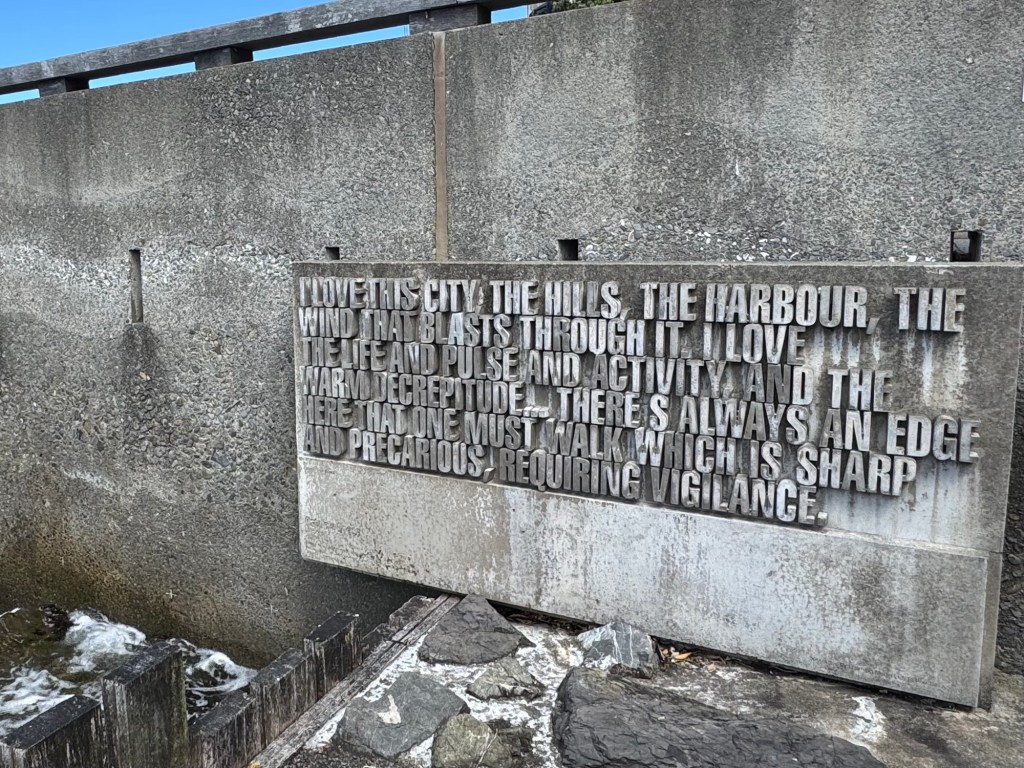 I LOVE THIS CITY, THE HILLS, THE HARBOUR, THE
WIND THAT BLASTS THROUGH IT. I LOVE
THE LIFE AND PULSE AND ACTIVITY, AND THE
WARM DECREPITUDE... THERE'S ALWAYS AN EDGE
HERE THAT ONE MUST WALK WHICH IS SHARP
AND PRECARIOUS, REQUIRING VIGILANCE.